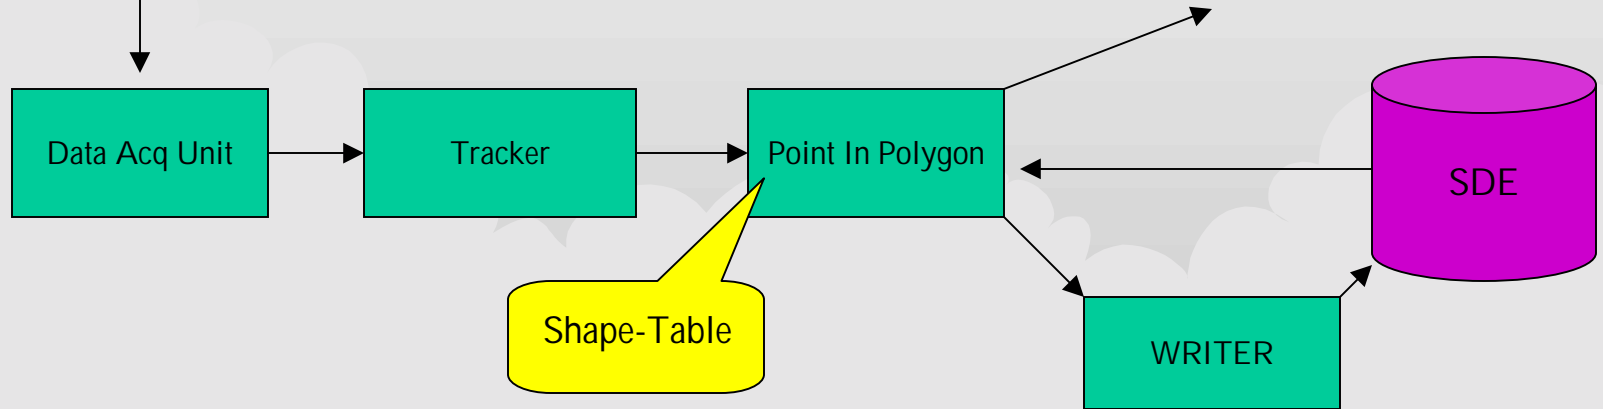 Data Acq Unit
Tracker
Point In Polygon
SDE
Shape-Table
WRITER